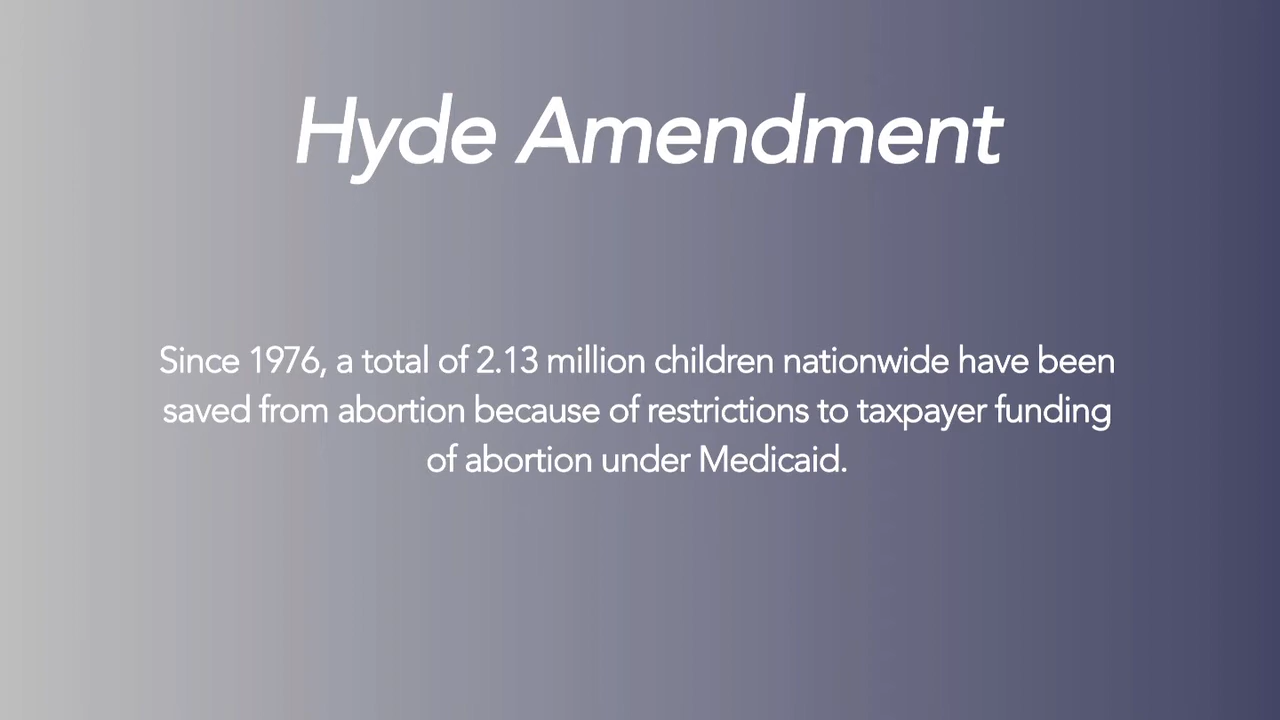 Hyde Amendment
Since 1976, a total of 2.13 million children nationwide have been
saved from abortion because of restrictions to taxpayer funding
of abortion under Medicaid.